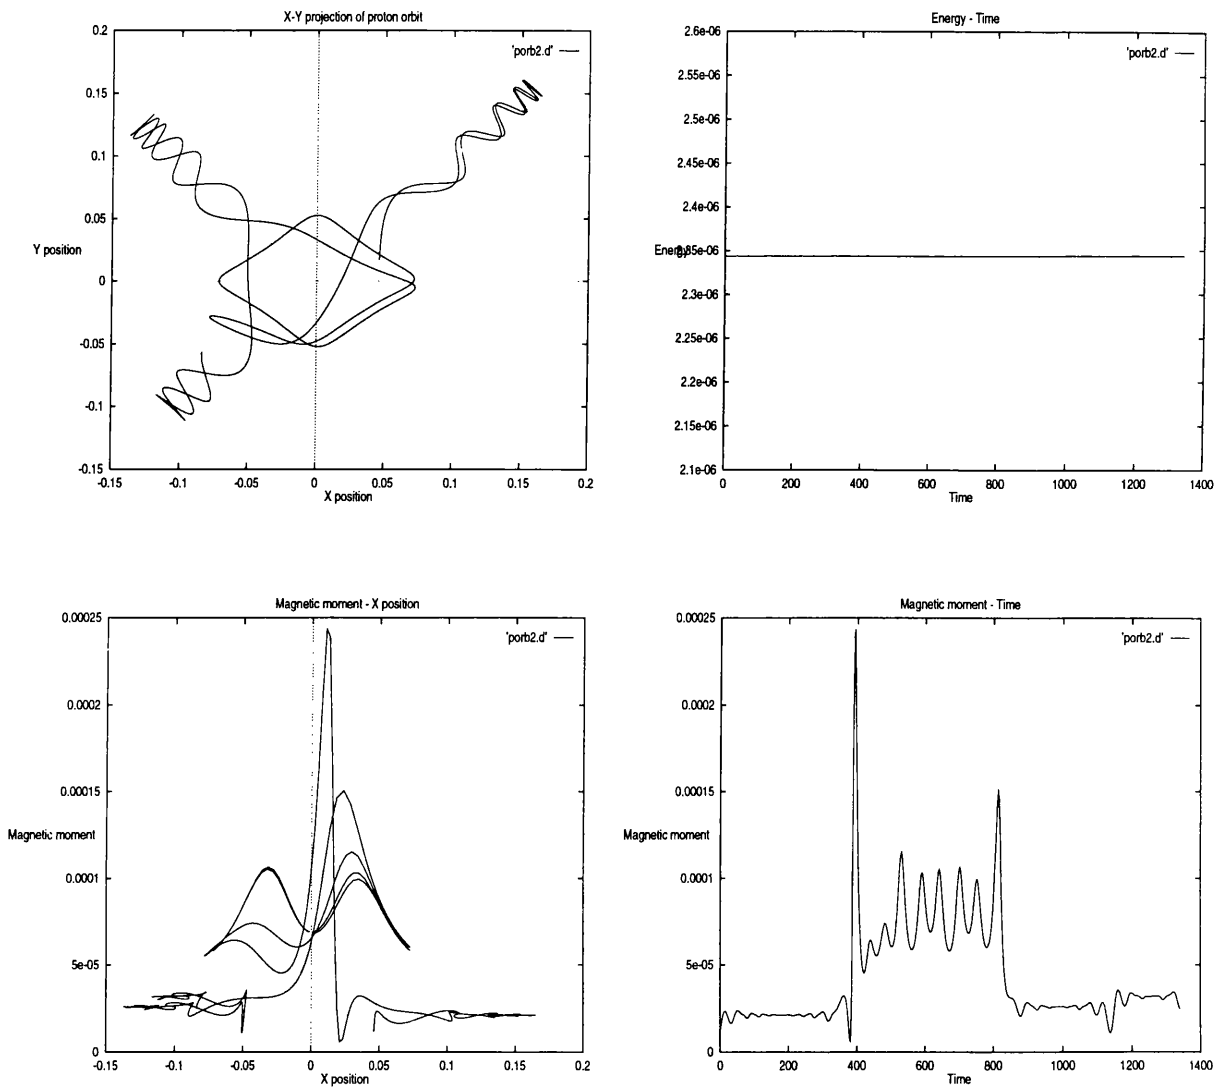 X-Y projection of proton orbit
'porb2.d'
0.2
0.15
0.1
0.05
Y position
0
-0.05
-0.1
-0.15
-0.15 -0.1 -0.05 0 0.05 0.1 0.15 0.2
X position
Energy - Time
'porb2.d'
2.6e-06
2.55e-06
2.5e-06
2.45e-06
2.4e-06
Energy
2.35e-06
2.3e-06
2.25e-06
2.2e-06
2.15e-06
2.1e-06
0 200 400 600 800 1000 1200 1400
Time
Magnetic moment - X position
'porb2.d'
0.00025
0.0002
0.00015
Magnetic moment
0.0001
5e-05
0
-0.15 -0.1 -0.05 0 0.05 0.1 0.15 0.2
X position
Magnetic moment - Time
'porb2.d'
0.00025
0.0002
0.00015
Magnetic moment
0.0001
5e-05
0
0 200 400 600 800 1000 1200 1400
Time